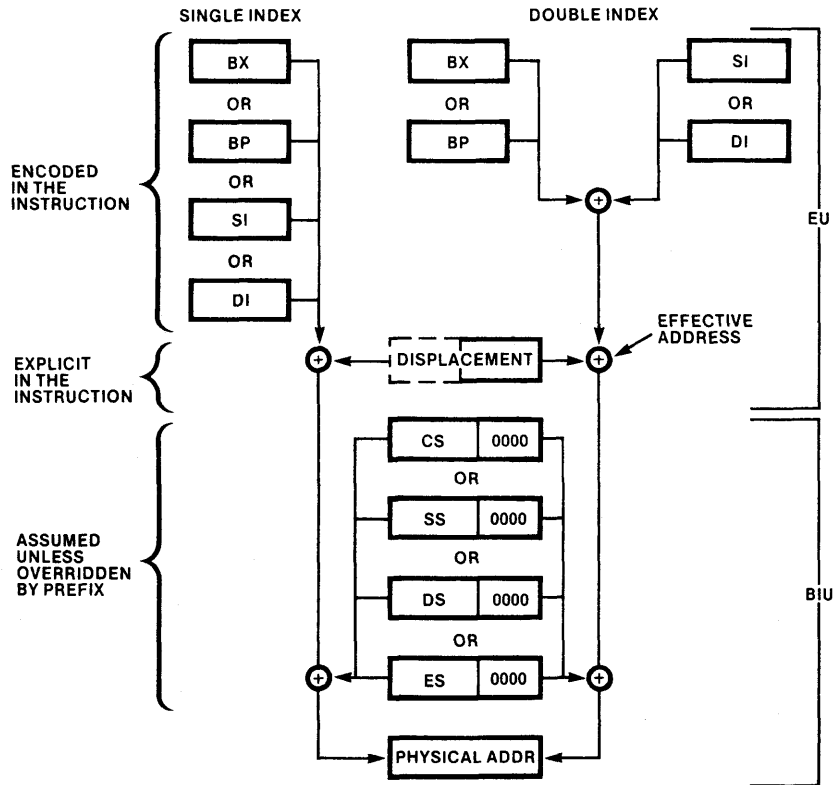 SINGLE INDEX
DOUBLE INDEX
BX
OR
BP
OR
SI
OR
DI
BX
OR
BP
SI
OR
DI
ENCODED
IN THE
INSTRUCTION
EU
EFFECTIVE
ADDRESS
EXPLICIT
IN THE
INSTRUCTION
+
+
+
DISPLACEMENT
CS 0000
OR
SS 0000
OR
DS 0000
OR
ES 0000
ASSUMED
UNLESS
OVERRIDDEN
BY PREFIX
BIU
+
+
PHYSICAL ADDR